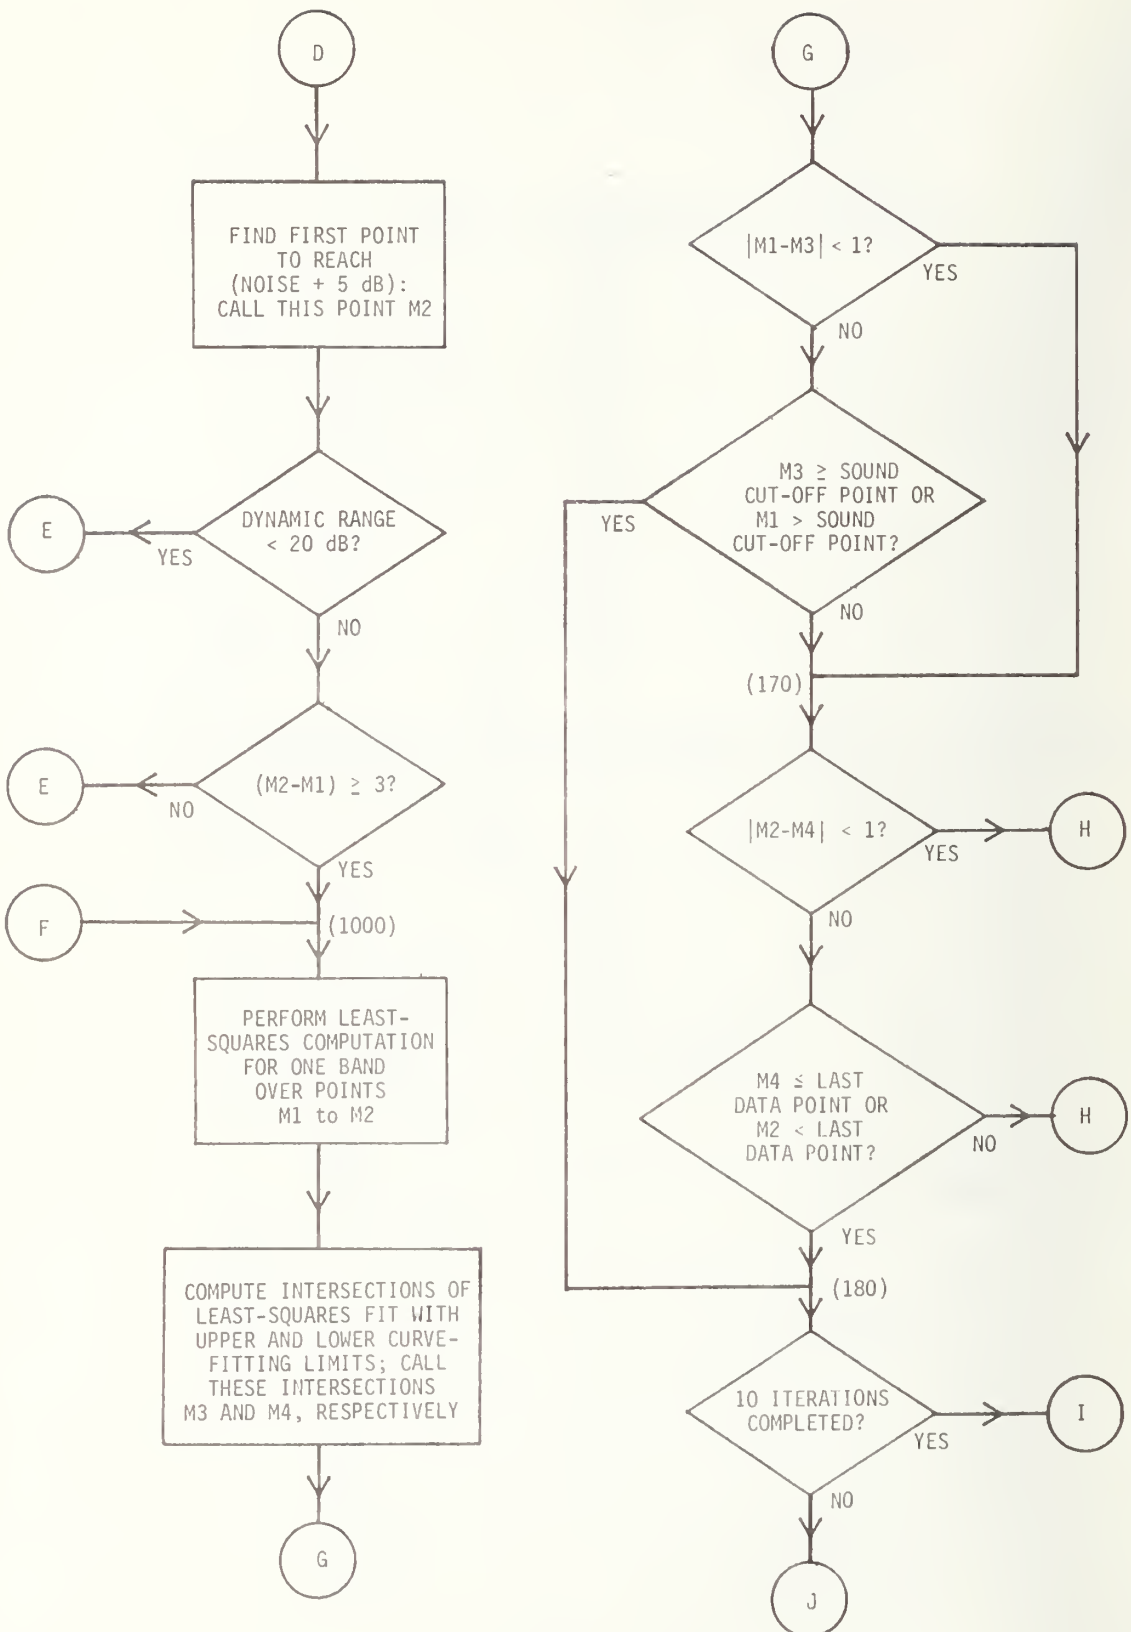 D
FIND FIRST POINT
TO REACH
(NOISE + 5 dB):
CALL THIS POINT M2
DYNAMIC RANGE
< 20 dB?
E
YES
NO
(M2-M1) ≥ 3?
E
NO
YES
F
(1000)
PERFORM LEAST-
SQUARES COMPUTATION
FOR ONE BAND
OVER POINTS
M1 to M2
COMPUTE INTERSECTIONS OF
LEAST-SQUARES FIT WITH
UPPER AND LOWER CURVE-
FITTING LIMITS; CALL
THESE INTERSECTIONS
M3 AND M4, RESPECTIVELY
G
G
|M1-M3| < 1?
YES
NO
M3 ≥ SOUND
CUT-OFF POINT OR
M1 > SOUND
CUT-OFF POINT?
YES
NO
(170)
|M2-M4| < 1?
YES
H
NO
M4 ≤ LAST
DATA POINT OR
M2 < LAST
DATA POINT?
NO
H
YES
(180)
10 ITERATIONS
COMPLETED?
YES
I
NO
J